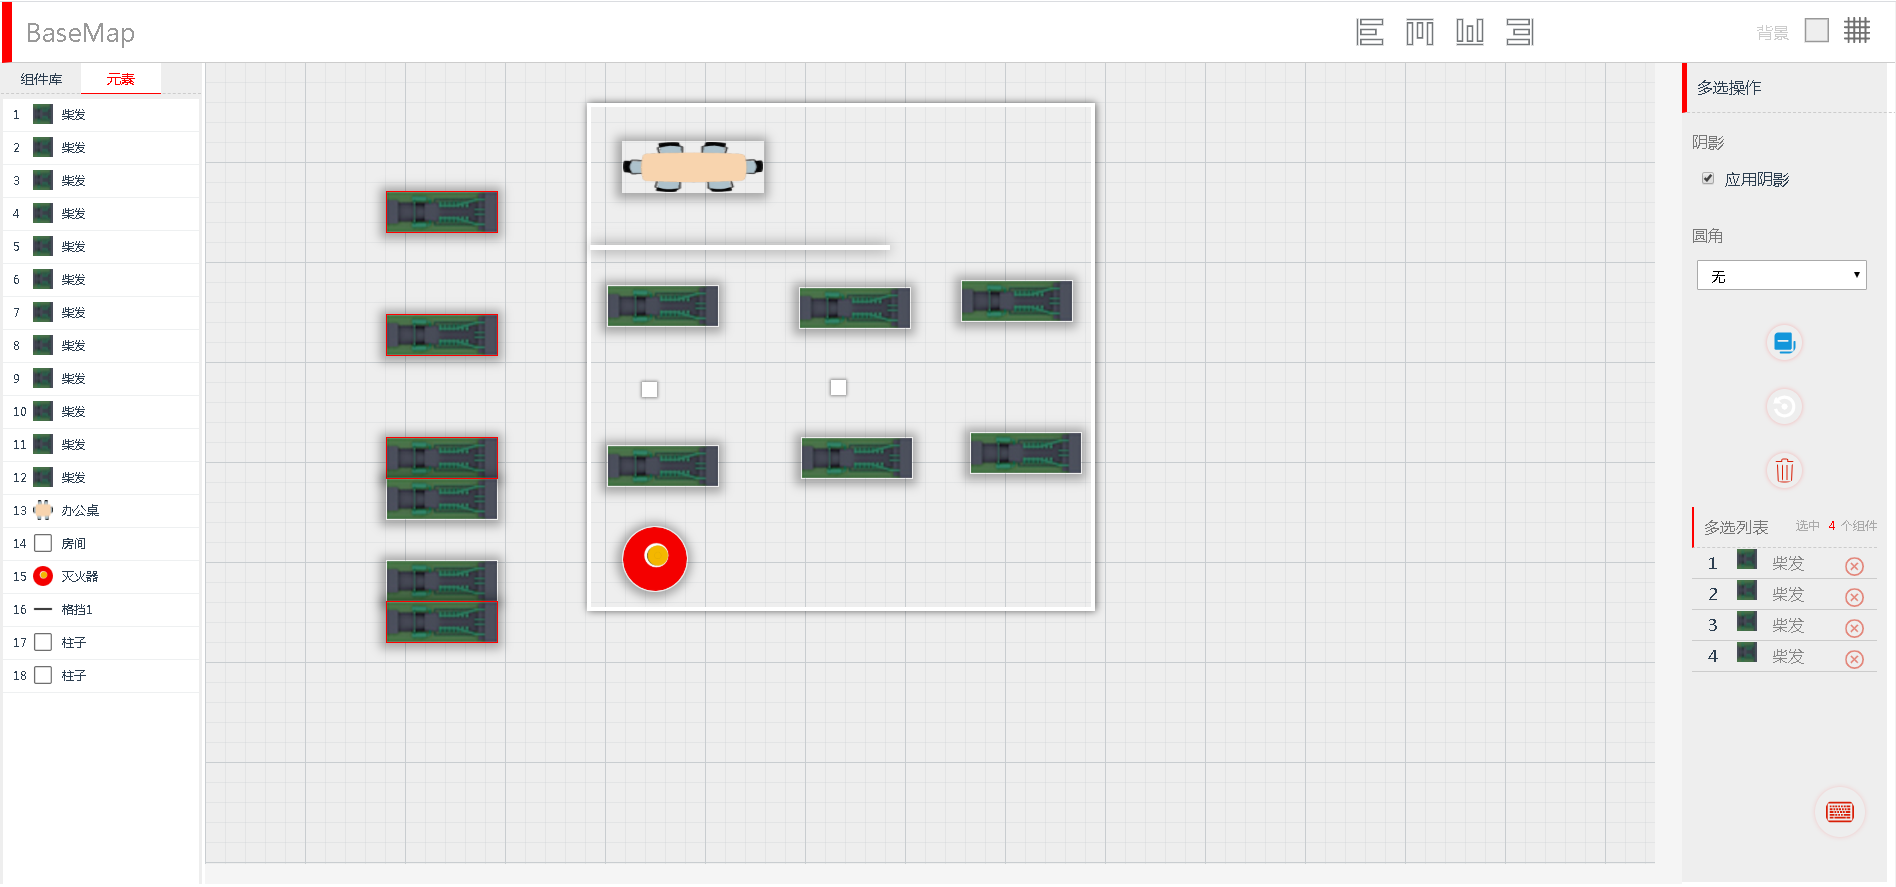 BaseMap
背景
组件库 元素
1 柴发
2 柴发
3 柴发
4 柴发
5 柴发
6 柴发
7 柴发
8 柴发
9 柴发
10 柴发
11 柴发
12 柴发
13 办公桌
14 房间
15 灭火器
16 格挡1
17 柱子
18 柱子
多选操作
阴影
应用阴影
圆角
无
多选列表 选中 4 个组件
1 柴发
2 柴发
3 柴发
4 柴发